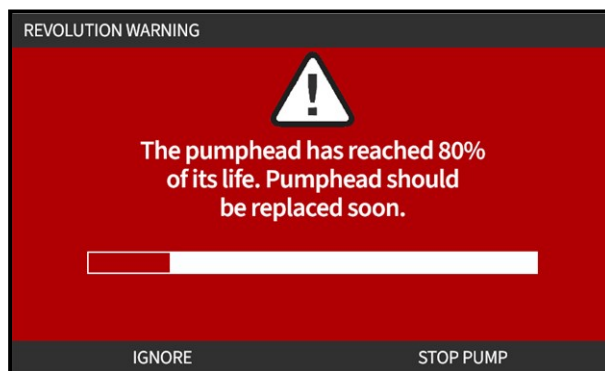 REVOLUTION WARNING
!
The pumphead has reached 80%
of its life. Pumphead should
be replaced soon.
IGNORE STOP PUMP